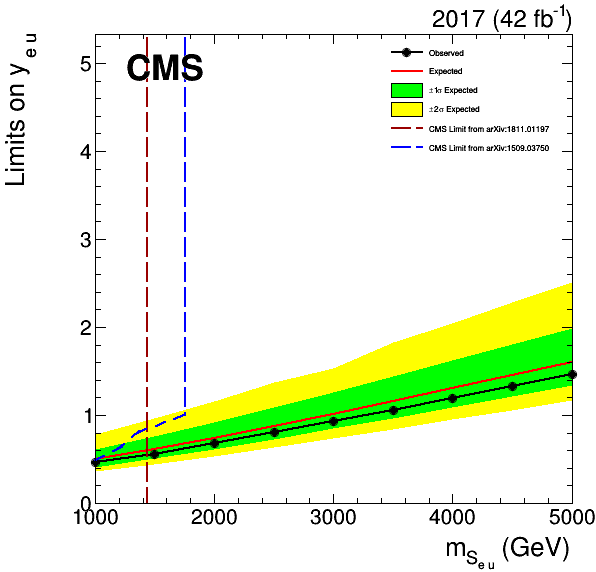 2017 (42 fb⁻¹)
CMS
Observed
Expected
±1σ Expected
±2σ Expected
CMS Limit from arXiv:1811.01197
CMS Limit from arXiv:1509.03750
Limits on y e u
5
4
3
2
1
0
1000 2000 3000 4000 5000
m S e u (GeV)